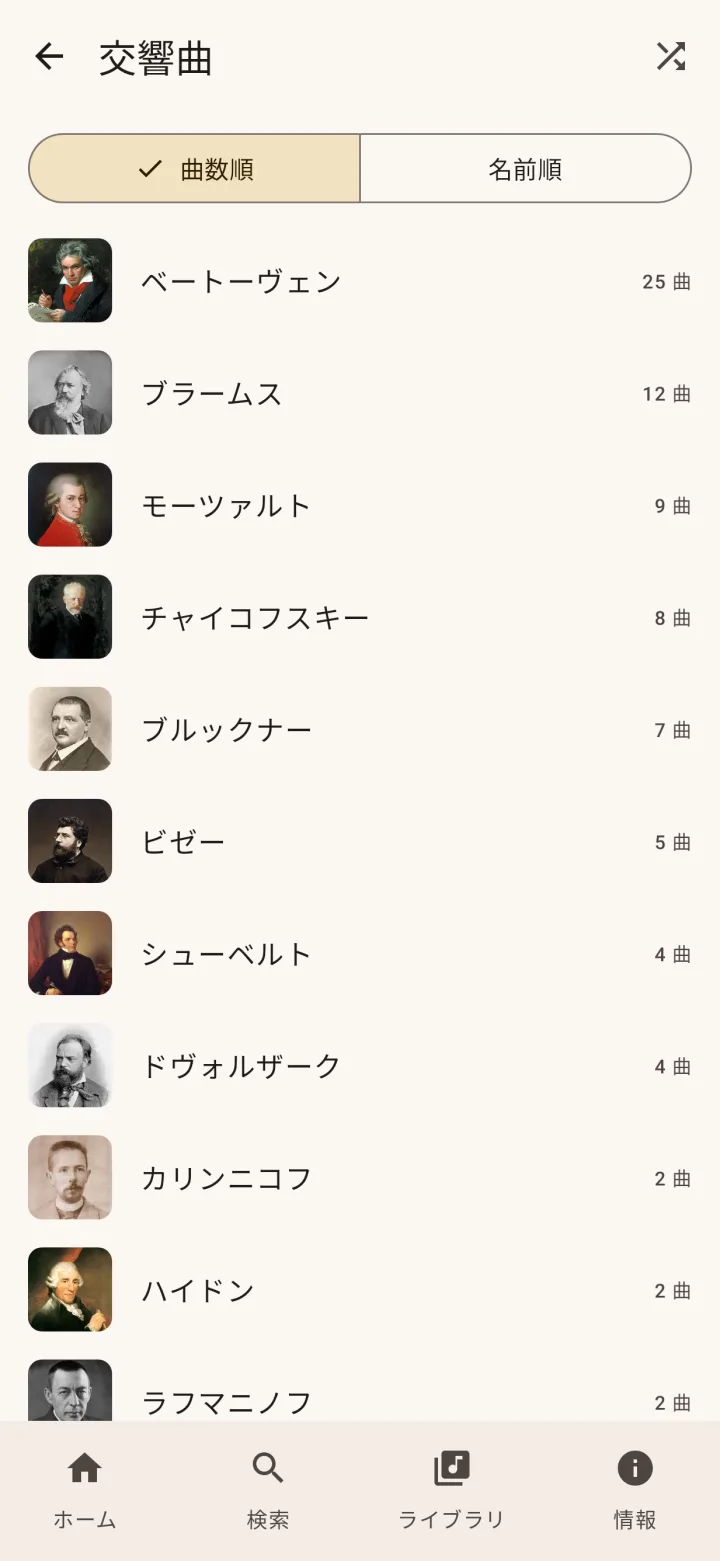 交響曲
曲数順
名前順
ベートーヴェン 25 曲
ブラームス 12 曲
モーツァルト 9 曲
チャイコフスキー 8 曲
ブルックナー 7 曲
ビゼー 5 曲
シューベルト 4 曲
ドヴォルザーク 4 曲
カリンニコフ 2 曲
ハイドン 2 曲
ラフマニノフ 2 曲
ホーム 検索 ライブラリ 情報